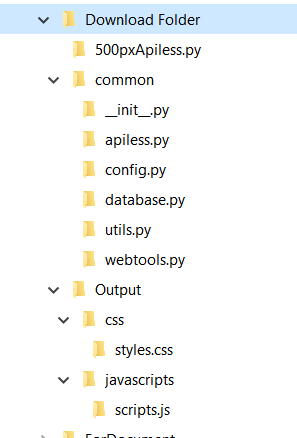 Download Folder
500pxApiless.py
common
__init__.py
apiless.py
config.py
database.py
utils.py
webtools.py
Output
css
styles.css
javascripts
scripts.js